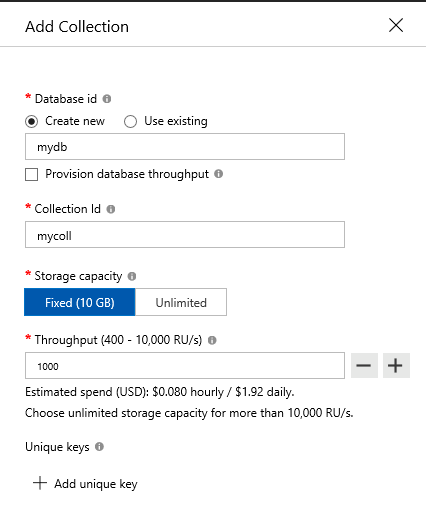 Add Collection
* Database id
Create new Use existing
mydb
Provision database throughput
* Collection Id
mycoll
* Storage capacity
Fixed (10 GB) Unlimited
* Throughput (400 - 10,000 RU/s)
1000
Estimated spend (USD): $0.080 hourly / $1.92 daily.
Choose unlimited storage capacity for more than 10,000 RU/s.
Unique keys
+ Add unique key